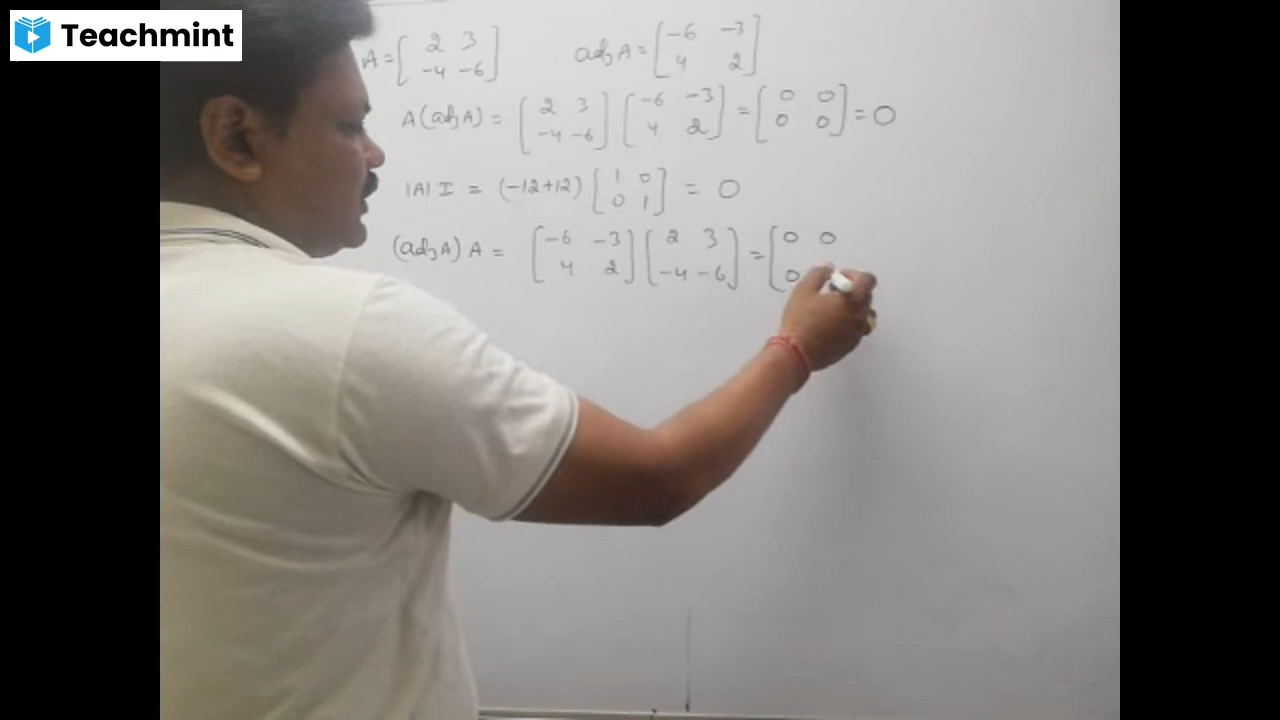 Teachmint
A = [ 2 3 ; -4 -6 ] adj A = [ -6 -3 ; 4 2 ]
A (adj A) = [ 2 3 ; -4 -6 ] [ -6 -3 ; 4 2 ] = [ 0 0 ; 0 0 ] = 0
|A| I = (-12+12) [ 1 0 ; 0 1 ] = 0
(adj A) A = [ -6 -3 ; 4 2 ] [ 2 3 ; -4 -6 ] = [ 0 0 ; 0